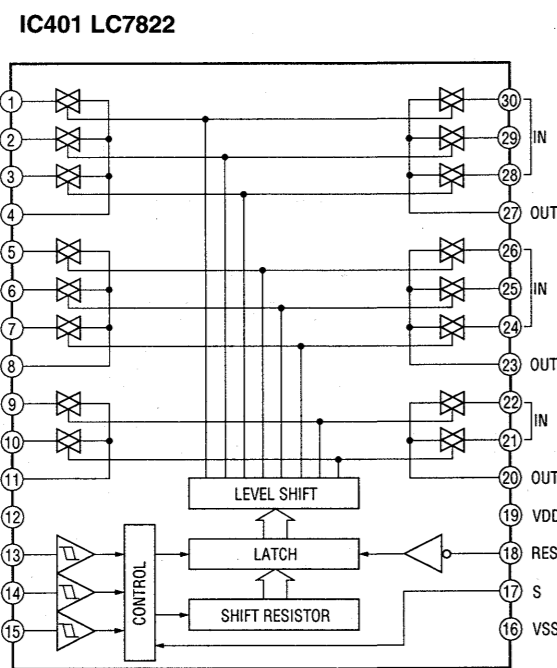 IC401 LC7822
1
30
2
29
IN
3
28
4
27
OUT
5
26
6
25
IN
7
24
8
23
OUT
9
22
IN
10
21
11
20
OUT
LEVEL SHIFT
12
19
VDD
13
LATCH
18
RES
CONTROL
14
17
S
SHIFT RESISTOR
15
16
VSS